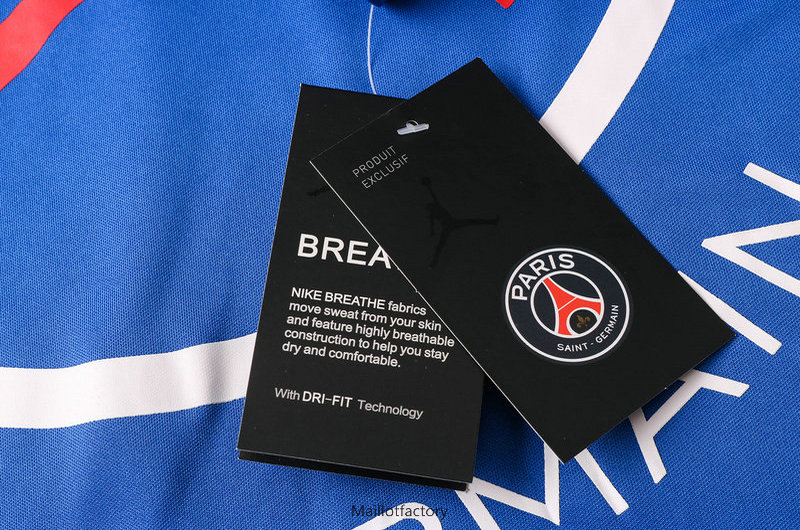 PRODUIT
EXCLUSIF
PARIS
SAINT-GERMAIN
BREA
NIKE BREATHE fabrics
move sweat from your skin
and feature highly breathable
construction to help you stay
dry and comfortable.
With DRI-FIT Technology
RMAIN
Maillotfactory